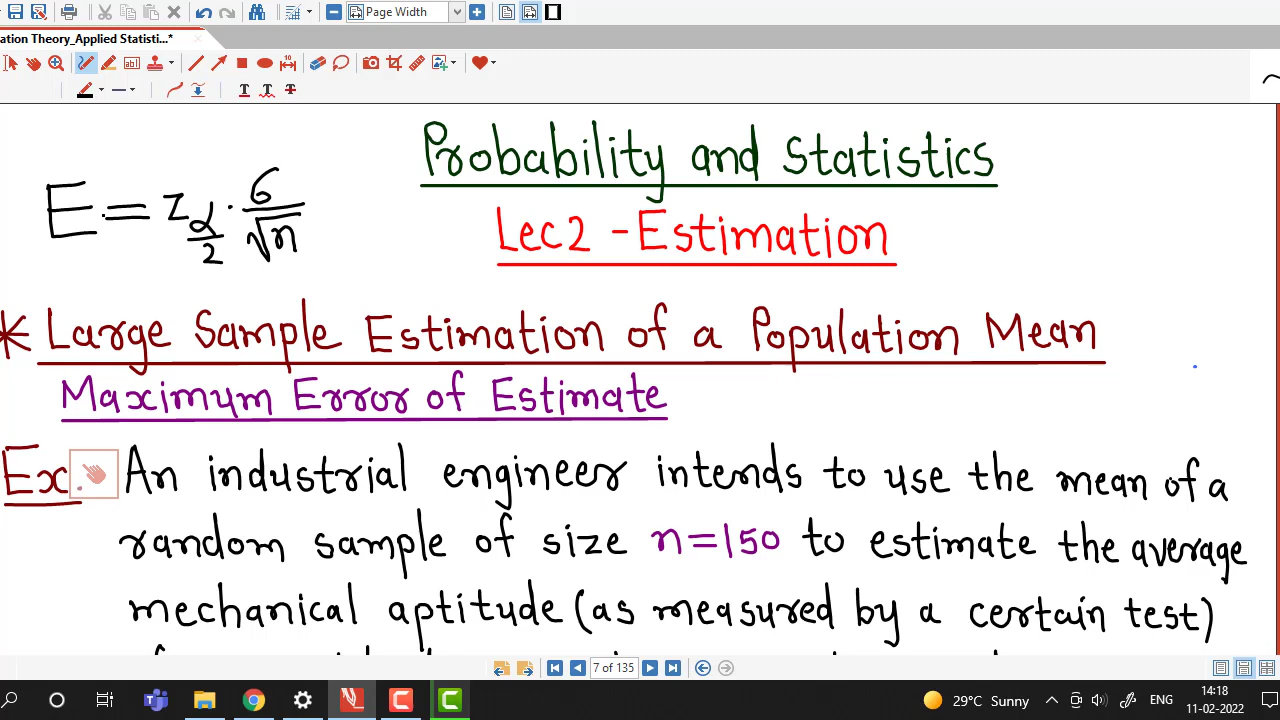 Page Width
ation Theory_Applied Statisti...*
Probability and Statistics
E = z α/2 · σ/√n
Lec2 - Estimation
* Large Sample Estimation of a Population Mean
Maximum Error of Estimate
Ex. An industrial engineer intends to use the mean of a
random sample of size n=150 to estimate the average
mechanical aptitude (as measured by a certain test)
7 of 135
29°C Sunny
ENG
14:18
11-02-2022